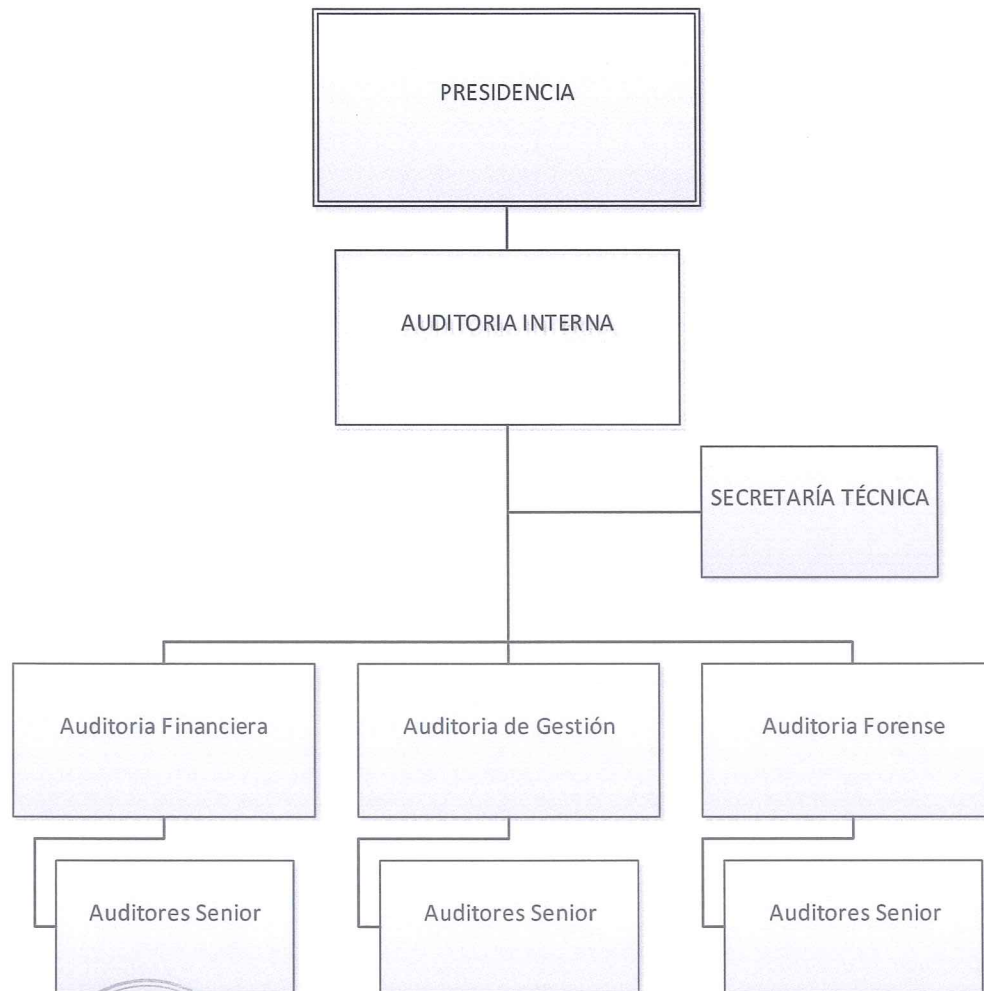 PRESIDENCIA
AUDITORIA INTERNA
SECRETARÍA TÉCNICA
Auditoria Financiera
Auditoria de Gestión
Auditoria Forense
Auditores Senior
Auditores Senior
Auditores Senior